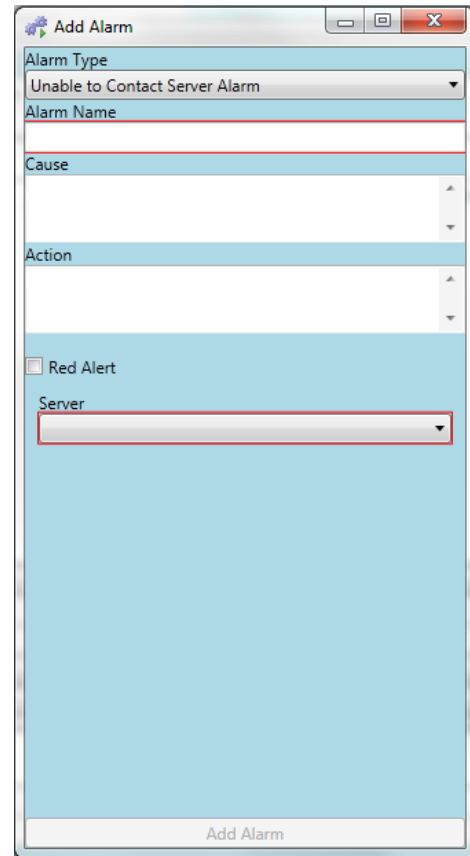 Add Alarm
Alarm Type
Unable to Contact Server Alarm
Alarm Name
Cause
Action
Red Alert
Server
Add Alarm